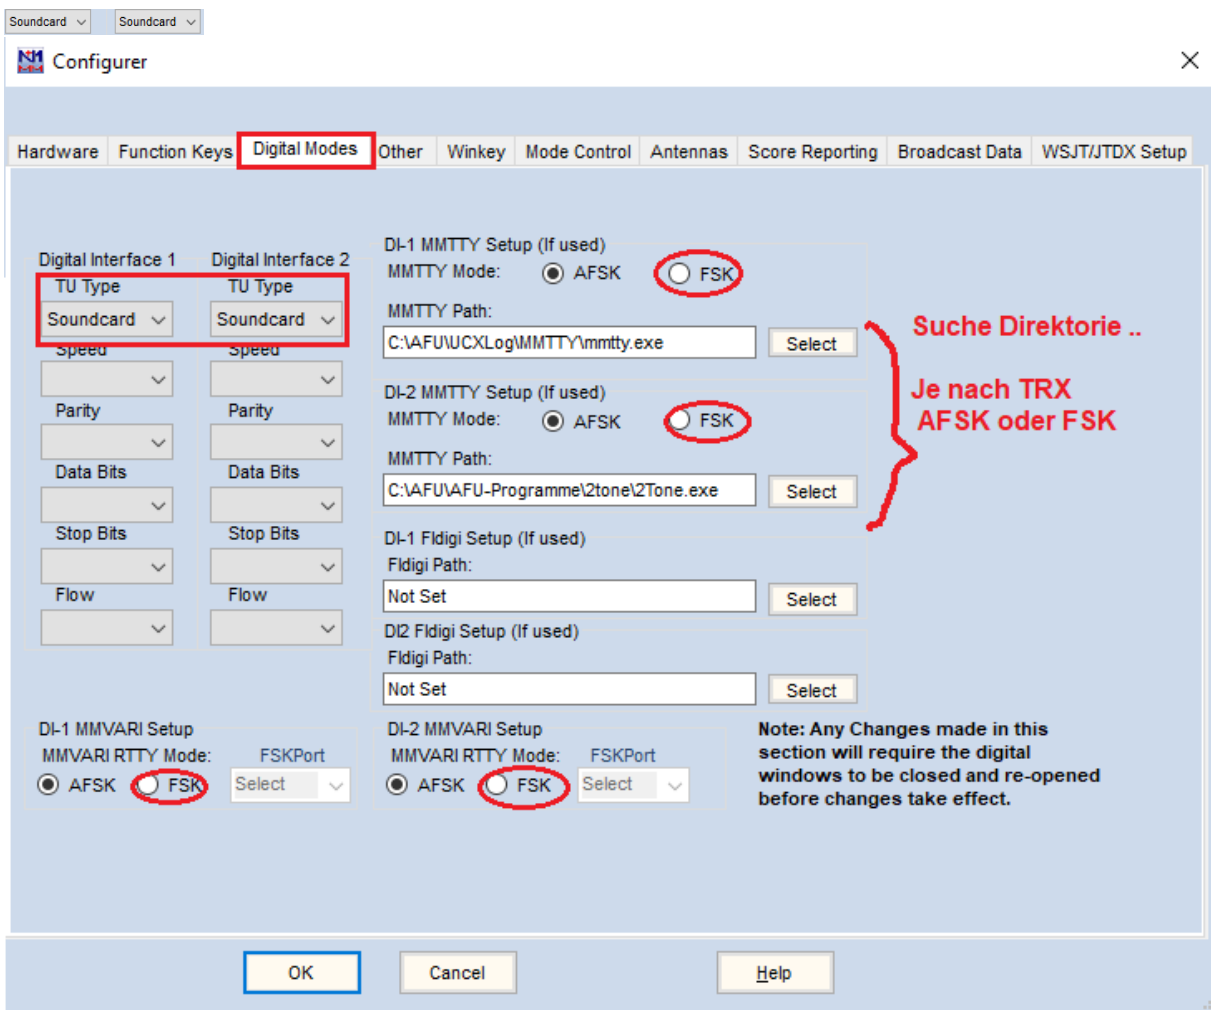 Soundcard Soundcard
N1
MM
Configurer
Hardware Function Keys Digital Modes Other Winkey Mode Control Antennas Score Reporting Broadcast Data WSJT/JTDX Setup
Digital Interface 1 Digital Interface 2
TU Type TU Type
Soundcard Soundcard
Speed Speed
Parity Parity
Data Bits Data Bits
Stop Bits Stop Bits
Flow Flow
DI-1 MMTTY Setup (If used)
MMTTY Mode: AFSK FSK
MMTTY Path:
C:\AFU\UCXLog\MMTTY\mmtty.exe Select
DI-2 MMTTY Setup (If used)
MMTTY Mode: AFSK FSK
MMTTY Path:
C:\AFU\AFU-Programme\2tone\2Tone.exe Select
DI-1 Fldigi Setup (If used)
Fldigi Path:
Not Set Select
DI2 Fldigi Setup (If used)
Fldigi Path:
Not Set Select
Suche Direktorie ..
Je nach TRX
AFSK oder FSK
DI-1 MMVARI Setup
MMVARI RTTY Mode: FSKPort
AFSK FSK Select
DI-2 MMVARI Setup
MMVARI RTTY Mode: FSKPort
AFSK FSK Select
Note: Any Changes made in this
section will require the digital
windows to be closed and re-opened
before changes take effect.
OK Cancel Help